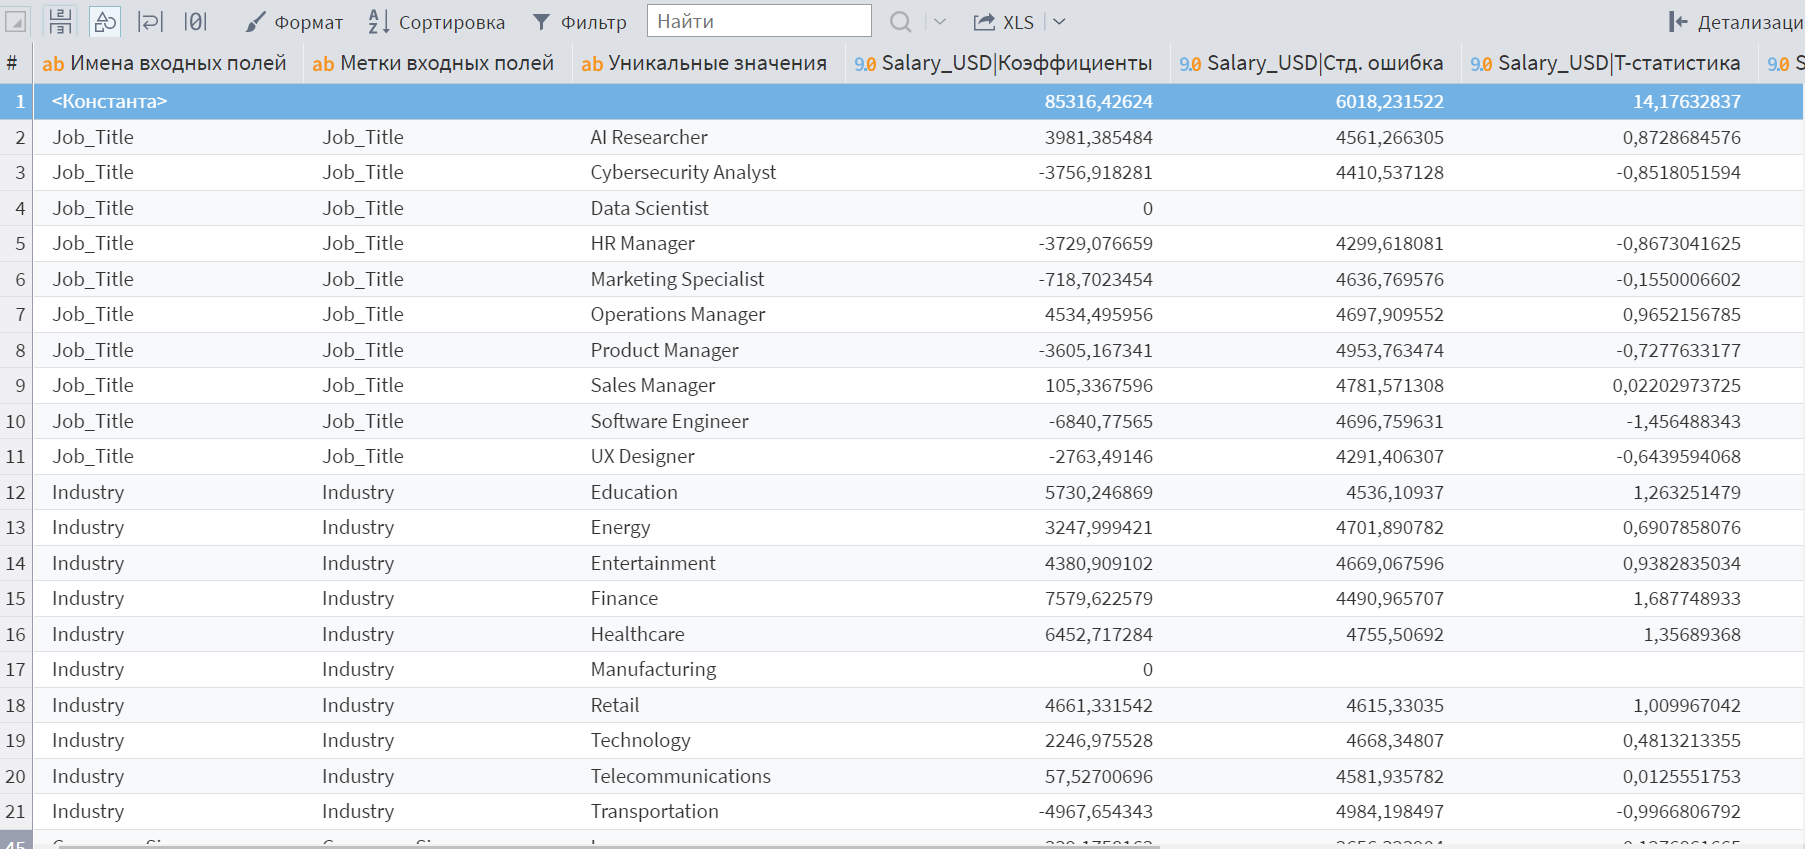 Формат Сортировка Фильтр Найти XLS Детализаци
# ab Имена входных полей ab Метки входных полей ab Уникальные значения 9.0 Salary_USD|Коэффициенты 9.0 Salary_USD|Стд. ошибка 9.0 Salary_USD|Т-статистика 9.0 S
1 <Константа> 85316,42624 6018,231522 14,17632837
2 Job_Title Job_Title AI Researcher 3981,385484 4561,266305 0,8728684576
3 Job_Title Job_Title Cybersecurity Analyst -3756,918281 4410,537128 -0,8518051594
4 Job_Title Job_Title Data Scientist 0
5 Job_Title Job_Title HR Manager -3729,076659 4299,618081 -0,8673041625
6 Job_Title Job_Title Marketing Specialist -718,7023454 4636,769576 -0,1550006602
7 Job_Title Job_Title Operations Manager 4534,495956 4697,909552 0,9652156785
8 Job_Title Job_Title Product Manager -3605,167341 4953,763474 -0,7277633177
9 Job_Title Job_Title Sales Manager 105,3367596 4781,571308 0,02202973725
10 Job_Title Job_Title Software Engineer -6840,77565 4696,759631 -1,456488343
11 Job_Title Job_Title UX Designer -2763,49146 4291,406307 -0,6439594068
12 Industry Industry Education 5730,246869 4536,10937 1,263251479
13 Industry Industry Energy 3247,999421 4701,890782 0,6907858076
14 Industry Industry Entertainment 4380,909102 4669,067596 0,9382835034
15 Industry Industry Finance 7579,622579 4490,965707 1,687748933
16 Industry Industry Healthcare 6452,717284 4755,50692 1,35689368
17 Industry Industry Manufacturing 0
18 Industry Industry Retail 4661,331542 4615,33035 1,009967042
19 Industry Industry Technology 2246,975528 4668,34807 0,4813213355
20 Industry Industry Telecommunications 57,52700696 4581,935782 0,0125551753
21 Industry Industry Transportation -4967,654343 4984,198497 -0,9966806792